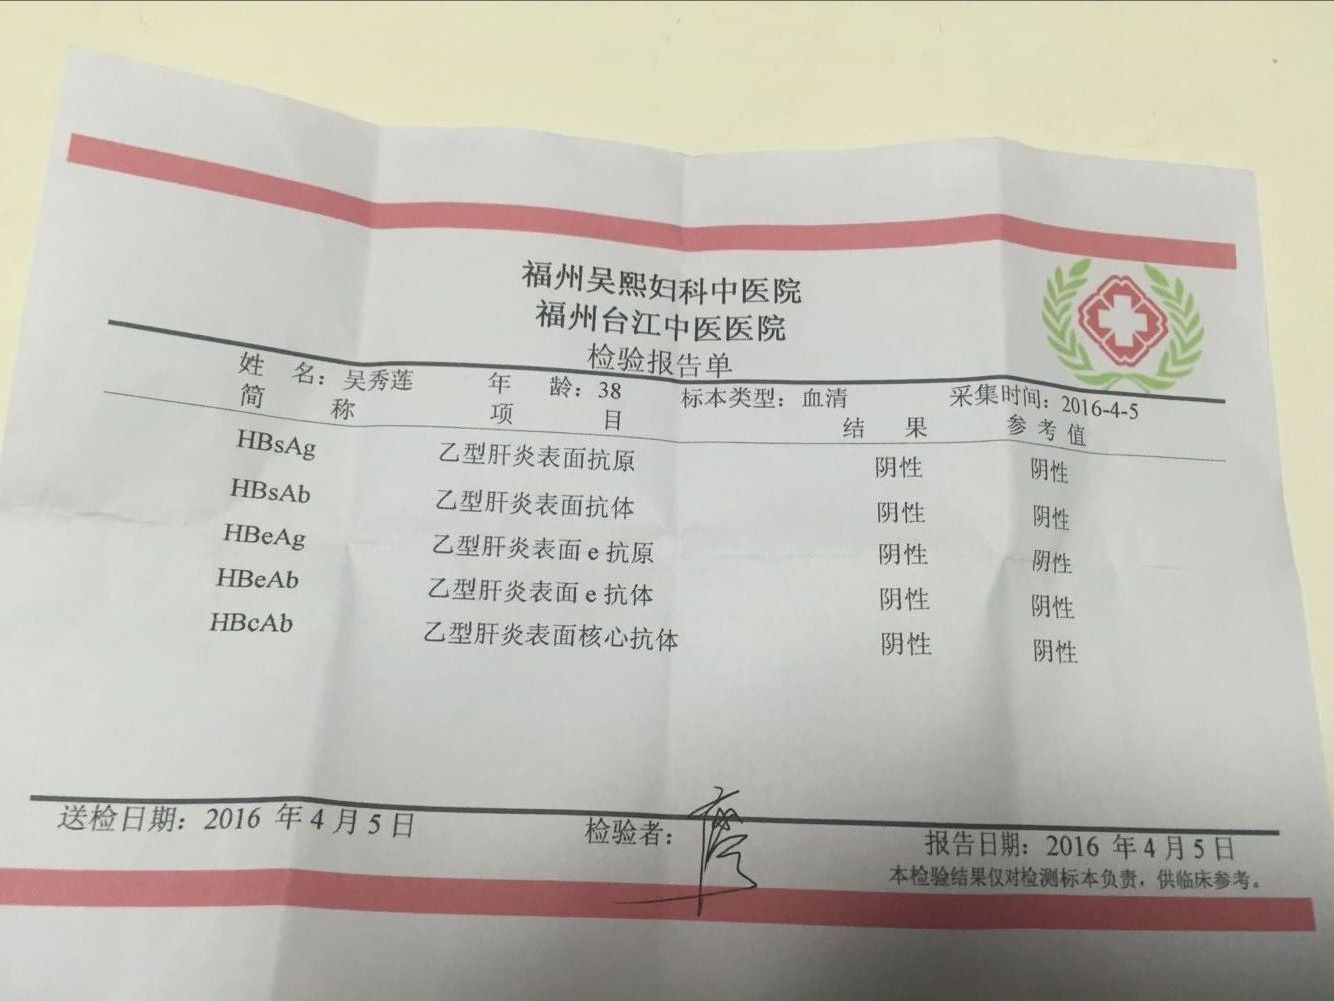 福州吴熙妇科中医院
福州台江中医医院
检验报告单
姓 名：吴秀莲 年 龄：38 标本类型：血清 采集时间：2016-4-5
简 称 项 目 结 果 参 考 值
HBsAg 乙型肝炎表面抗原 阴性 阴性
HBsAb 乙型肝炎表面抗体 阴性 阴性
HBeAg 乙型肝炎表面 e 抗原 阴性 阴性
HBeAb 乙型肝炎表面 e 抗体 阴性 阴性
HBcAb 乙型肝炎表面核心抗体 阴性 阴性
送检日期：2016 年 4 月 5 日 检验者： 报告日期：2016 年 4 月 5 日
本检验结果仅对检测标本负责，供临床参考。